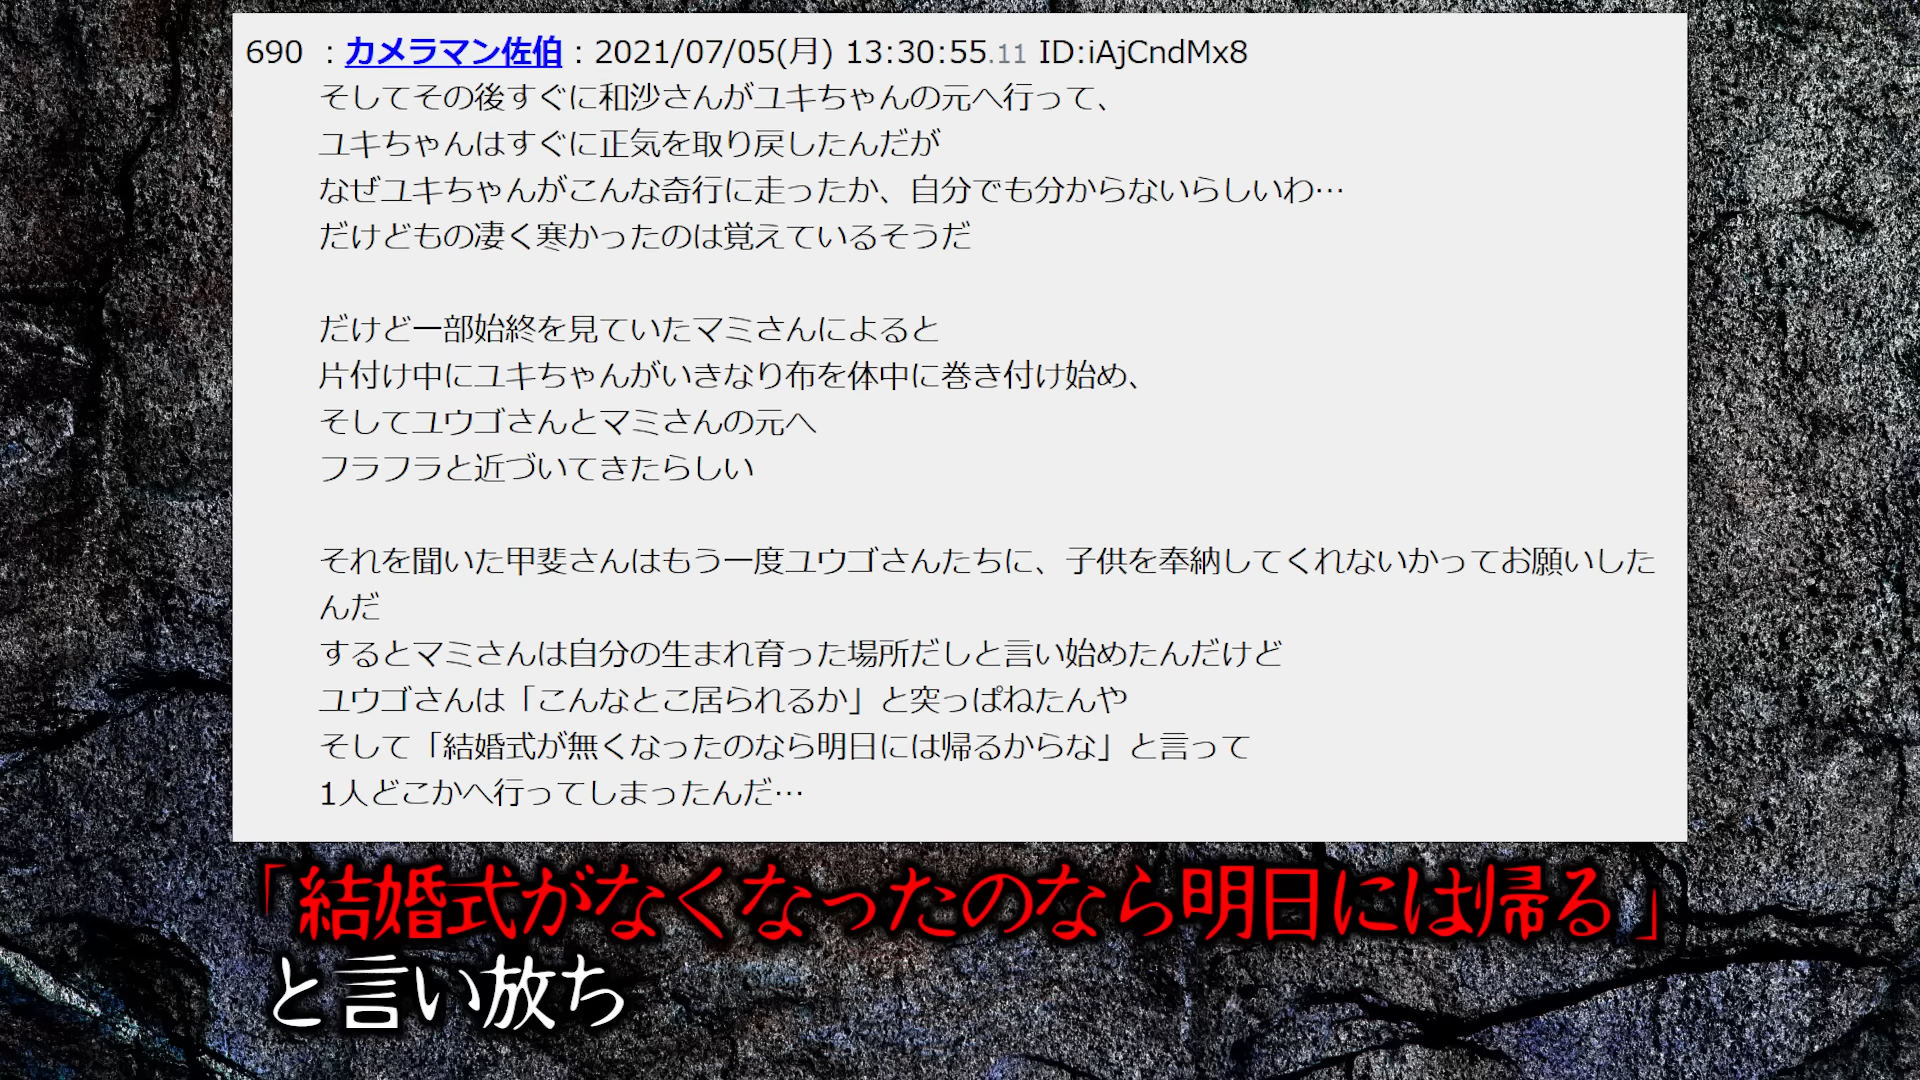 690 ：カメラマン佐伯：2021/07/05(月) 13:30:55.11 ID:iAjCndMx8
そしてその後すぐに和沙さんがユキちゃんの元へ行って、
ユキちゃんはすぐに正気を取り戻したんだが
なぜユキちゃんがこんな奇行に走ったか、自分でも分からないらしいわ…
だけどもの凄く寒かったのは覚えているそうだ
だけど一部始終を見ていたマミさんによると
片付け中にユキちゃんがいきなり布を体中に巻き付け始め、
そしてユウゴさんとマミさんの元へ
フラフラと近づいてきたらしい
それを聞いた甲斐さんはもう一度ユウゴさんたちに、子供を奉納してくれないかってお願いした
んだ
するとマミさんは自分の生まれ育った場所だしと言い始めたんだけど
ユウゴさんは「こんなとこ居られるか」と突っぱねたんや
そして「結婚式が無くなったのなら明日には帰るからな」と言って
1人どこかへ行ってしまったんだ…
「結婚式がなくなったのなら明日には帰る」
と言い放ち